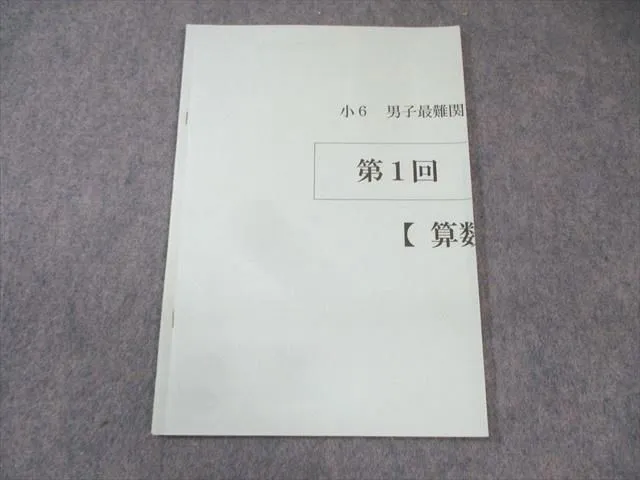 小6 男子最難関
第1回
【算数